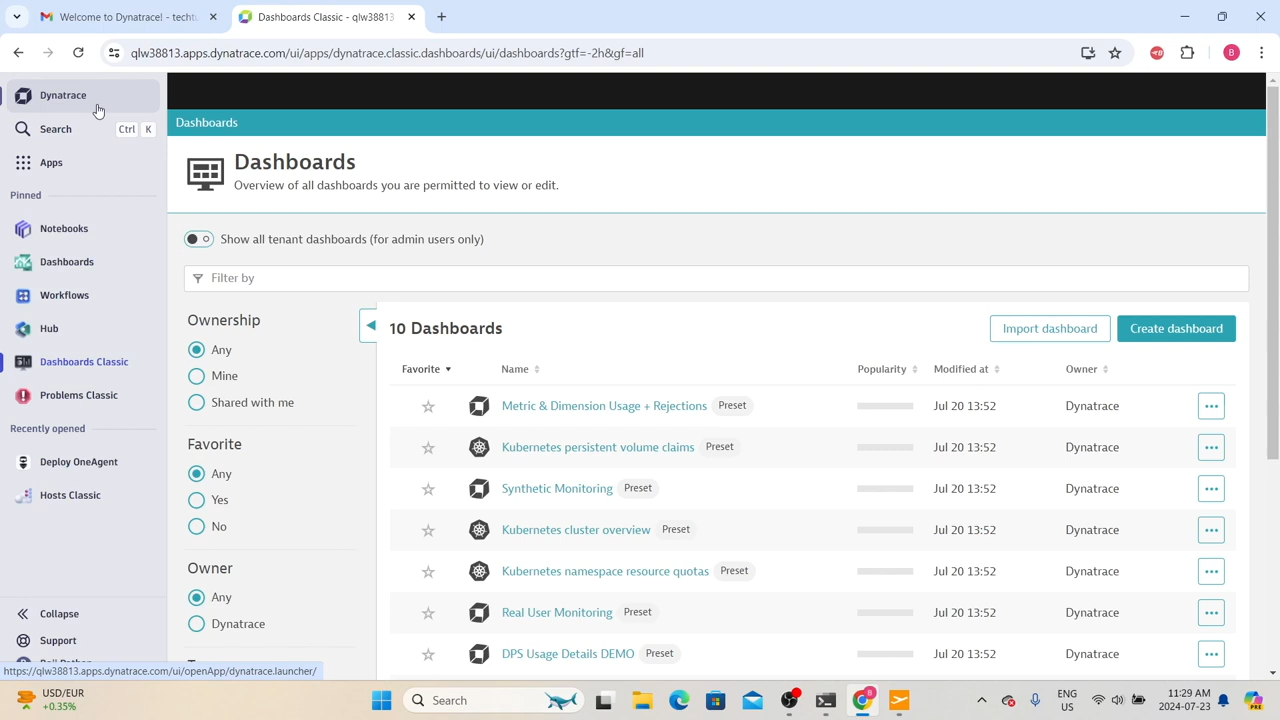 Welcome to Dynatrace! - techtu
Dashboards Classic - qlw38813
qlw38813.apps.dynatrace.com/ui/apps/dynatrace.classic.dashboards/ui/dashboards?gtf=-2h&gf=all
B
Dynatrace
Search Ctrl K
Apps
Pinned
Notebooks
Dashboards
Workflows
Hub
Dashboards Classic
Problems Classic
Recently opened
Deploy OneAgent
Hosts Classic
Collapse
Support
https://qlw38813.apps.dynatrace.com/ui/openApp/dynatrace.launcher/
Dashboards
Dashboards
Overview of all dashboards you are permitted to view or edit.
Show all tenant dashboards (for admin users only)
Filter by
Ownership
Any
Mine
Shared with me
Favorite
Any
Yes
No
Owner
Any
Dynatrace
10 Dashboards Import dashboard Create dashboard
Favorite Name Popularity Modified at Owner
Metric & Dimension Usage + Rejections Preset Jul 20 13:52 Dynatrace
Kubernetes persistent volume claims Preset Jul 20 13:52 Dynatrace
Synthetic Monitoring Preset Jul 20 13:52 Dynatrace
Kubernetes cluster overview Preset Jul 20 13:52 Dynatrace
Kubernetes namespace resource quotas Preset Jul 20 13:52 Dynatrace
Real User Monitoring Preset Jul 20 13:52 Dynatrace
DPS Usage Details DEMO Preset Jul 20 13:52 Dynatrace
USD/EUR
+0.35%
Search
ENG
US
11:29 AM
2024-07-23